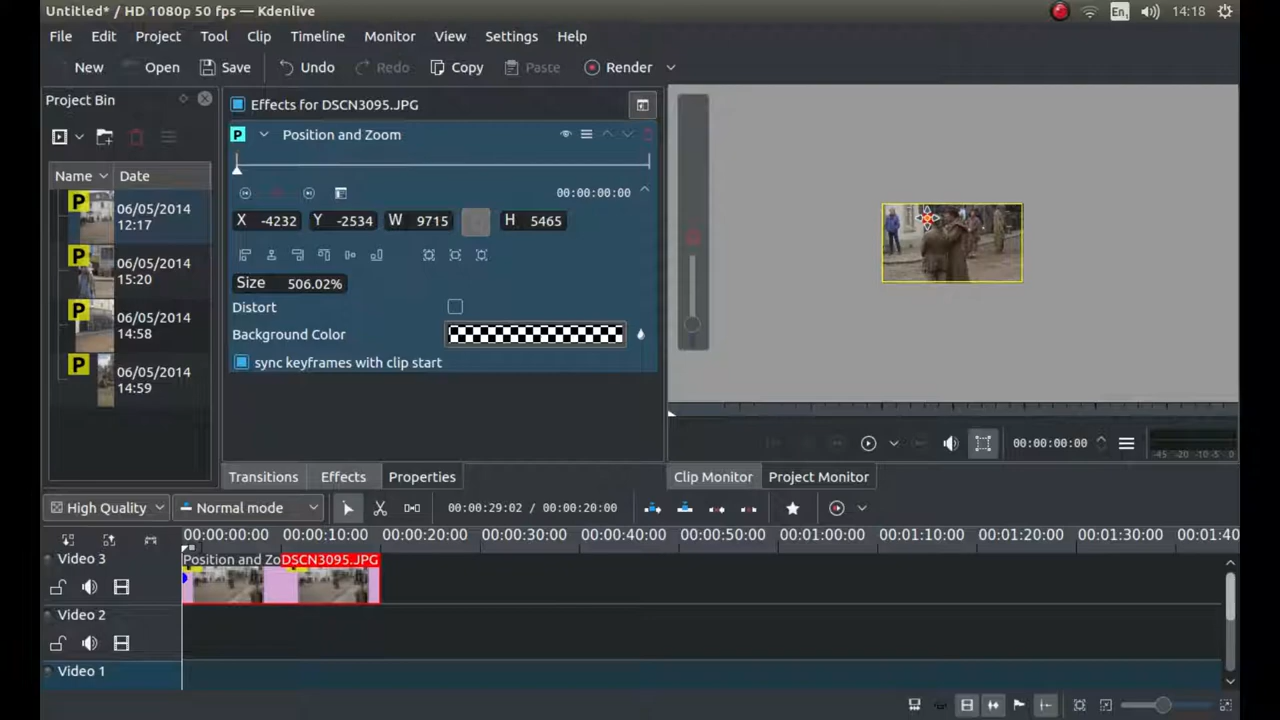 Untitled* / HD 1080p 50 fps — Kdenlive
En1
14:18
File Edit Project Tool Clip Timeline Monitor View Settings Help
New Open Save Undo Redo Copy Paste Render
Project Bin
Name Date
P 06/05/2014
12:17
P 06/05/2014
15:20
P 06/05/2014
14:58
P 06/05/2014
14:59
Effects for DSCN3095.JPG
P Position and Zoom
00:00:00:00
X -4232 Y -2534 W 9715 H 5465
Size 506.02%
Distort
Background Color
sync keyframes with clip start
Transitions Effects Properties
00:00:00:00
-45 -20 -10 -5 0
Clip Monitor Project Monitor
High Quality Normal mode 00:00:29:02 / 00:00:20:00
00:00:00:00 00:00:10:00 00:00:20:00 00:00:30:00 00:00:40:00 00:00:50:00 00:01:00:00 00:01:10:00 00:01:20:00 00:01:30:00 00:01:40
Video 3
Position and Zo DSCN3095.JPG
Video 2
Video 1